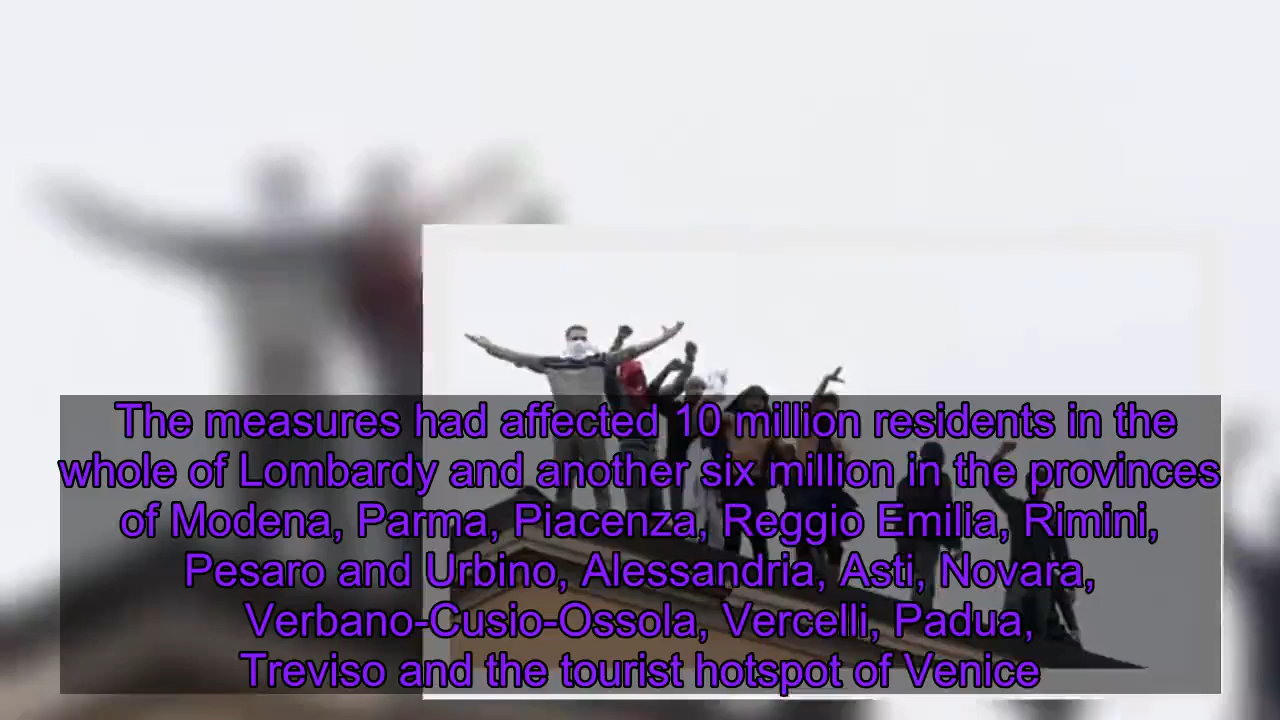 The measures had affected 10 million residents in the
whole of Lombardy and another six million in the provinces
of Modena, Parma, Piacenza, Reggio Emilia, Rimini,
Pesaro and Urbino, Alessandria, Asti, Novara,
Verbano-Cusio-Ossola, Vercelli, Padua,
Treviso and the tourist hotspot of Venice